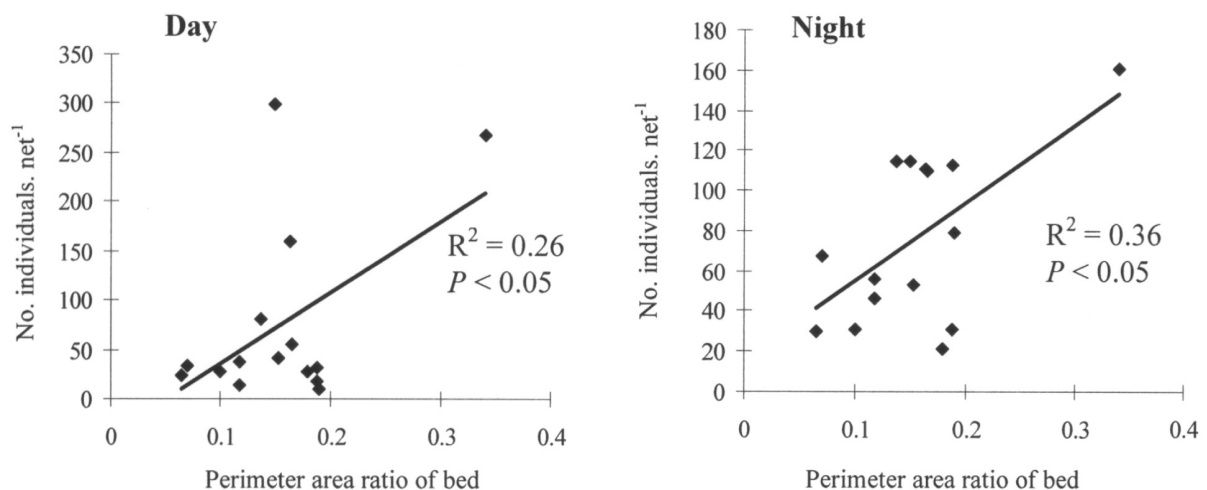 Day
350
300
250
200
150
100
50
0
No. individuals. net⁻¹
R² = 0.26
P < 0.05
0 0.1 0.2 0.3 0.4
Perimeter area ratio of bed
Night
180
160
140
120
100
80
60
40
20
0
No. individuals. net⁻¹
R² = 0.36
P < 0.05
0 0.1 0.2 0.3 0.4
Perimeter area ratio of bed